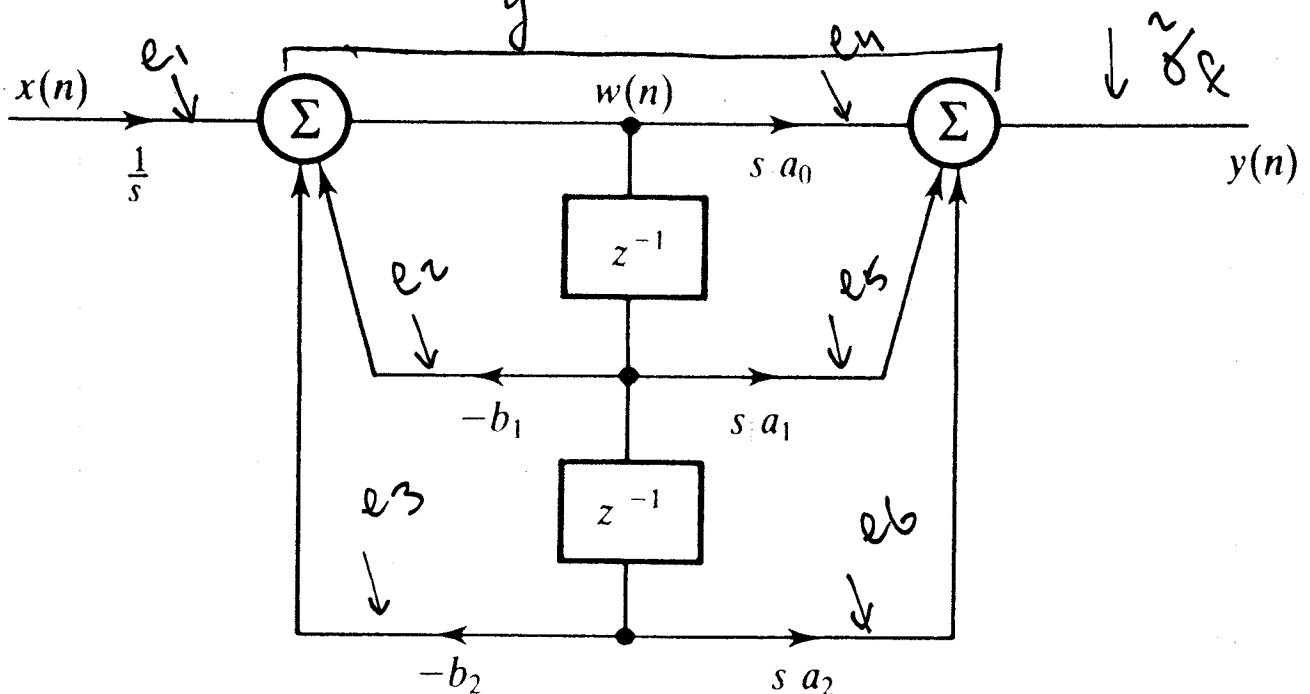 e1
e4
x(n)
Σ
w(n)
Σ
1/s
s a₀
y(n)
z⁻¹
e2
e5
−b₁
s a₁
z⁻¹
e3
e6
−b₂
s a₂